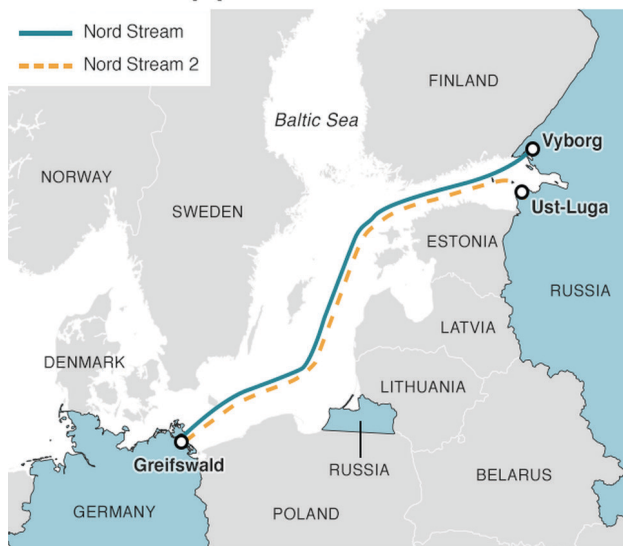 Nord Stream
Nord Stream 2
FINLAND
Baltic Sea
Vyborg
NORWAY
SWEDEN
Ust-Luga
ESTONIA
RUSSIA
LATVIA
DENMARK
LITHUANIA
Greifswald
RUSSIA
BELARUS
GERMANY
POLAND